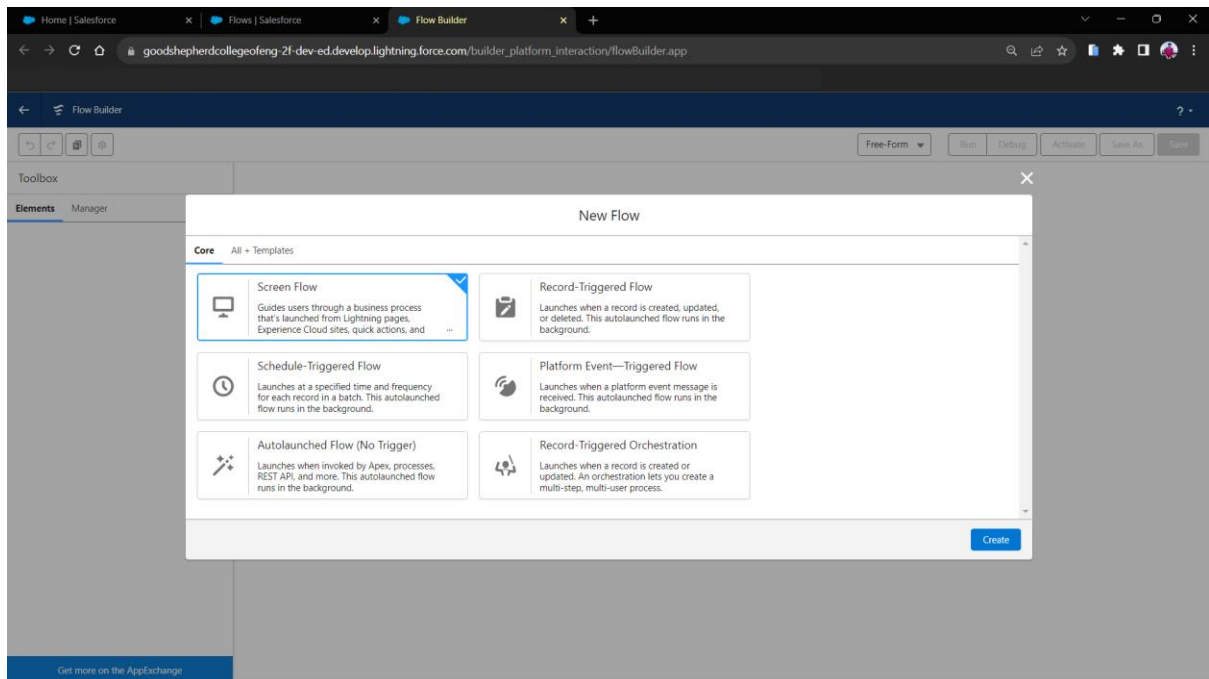 Home | Salesforce
Flows | Salesforce
Flow Builder
goodshepherdcollegeofeng-2f-dev-ed.develop.lightning.force.com/builder_platform_interaction/flowBuilder.app
Flow Builder
?
Free-Form
Run
Debug
Activate
Save As
Save
Toolbox
Elements
Manager
New Flow
Core
All + Templates
Screen Flow
Guides users through a business process
that's launched from Lightning pages,
Experience Cloud sites, quick actions, and ...
Record-Triggered Flow
Launches when a record is created, updated,
or deleted. This autolaunched flow runs in the
background.
Schedule-Triggered Flow
Launches at a specified time and frequency
for each record in a batch. This autolaunched
flow runs in the background.
Platform Event—Triggered Flow
Launches when a platform event message is
received. This autolaunched flow runs in the
background.
Autolaunched Flow (No Trigger)
Launches when invoked by Apex, processes,
REST API, and more. This autolaunched flow
runs in the background.
Record-Triggered Orchestration
Launches when a record is created or
updated. An orchestration lets you create a
multi-step, multi-user process.
Create
Get more on the AppExchange